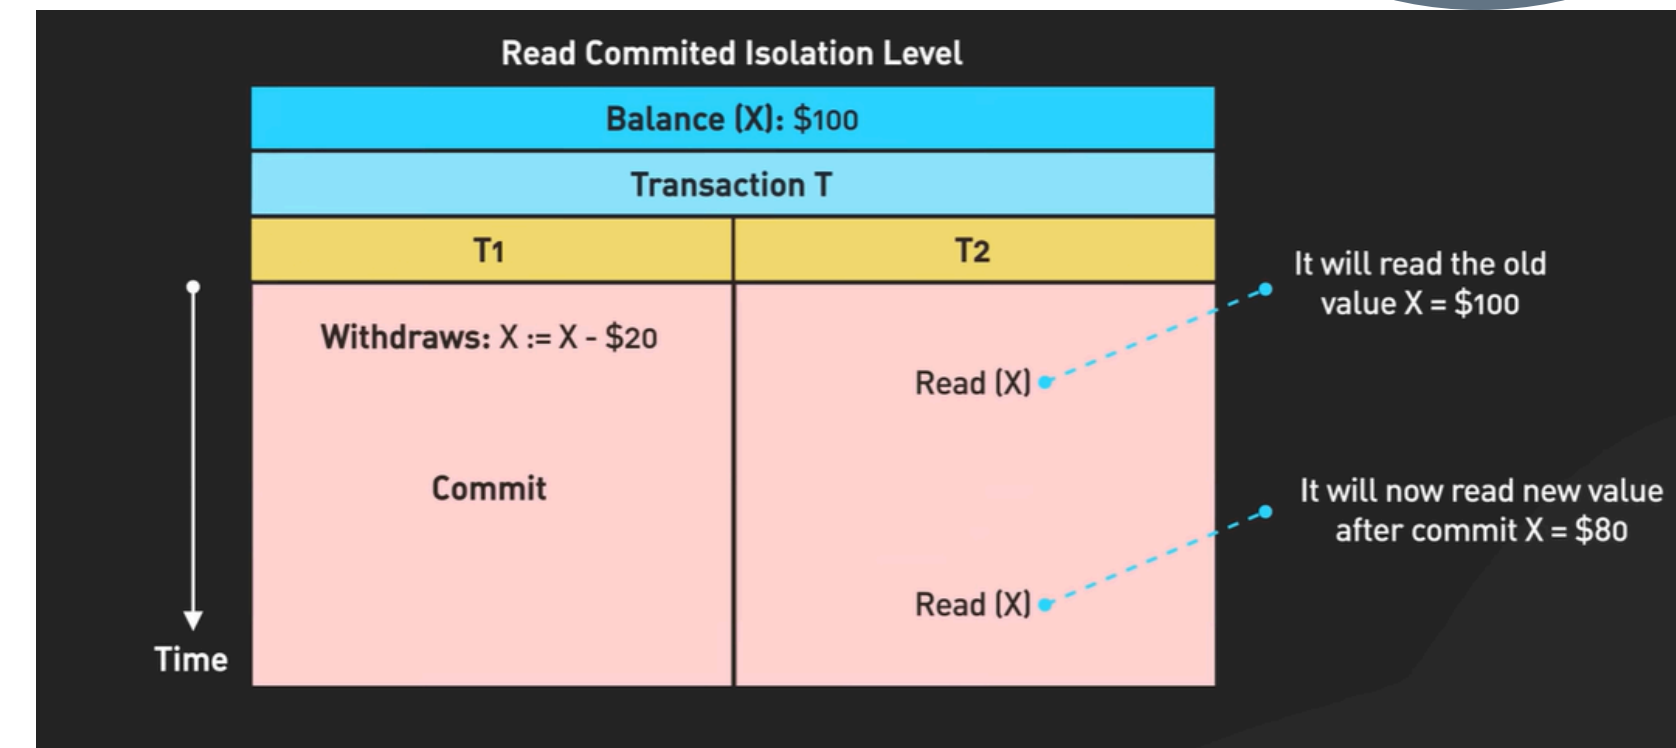 Read Commited Isolation Level
Balance (X): $100
Transaction T
T1
T2
Withdraws: X := X - $20
Read (X)
It will read the old
value X = $100
Commit
Read (X)
It will now read new value
after commit X = $80
Time